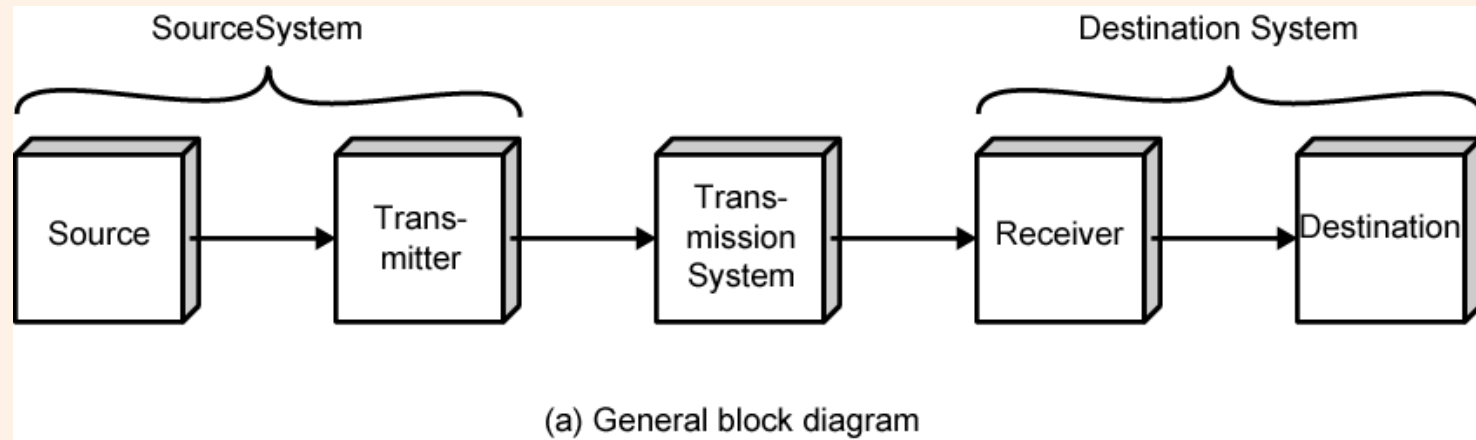 SourceSystem
Destination System
Source
Trans-
mitter
Trans-
mission
System
Receiver
Destination
(a) General block diagram